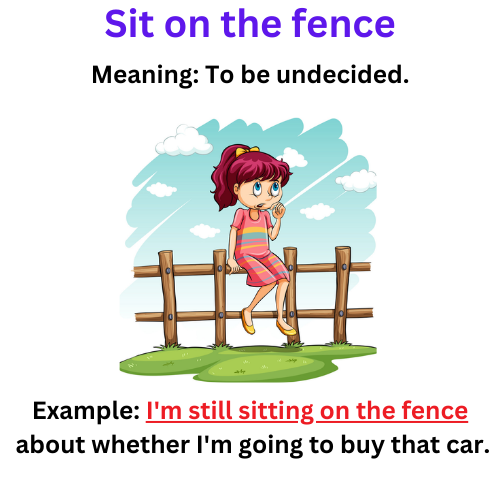 Sit on the fence
Meaning: To be undecided.
Example: I'm still sitting on the fence
about whether I'm going to buy that car.